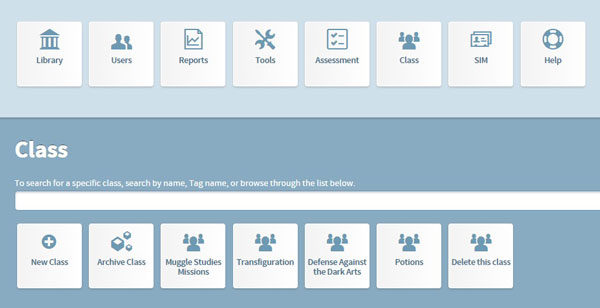 Library Users Reports Tools Assessment Class SIM Help
Class
To search for a specific class, search by name, Tag name, or browse through the list below.
New Class
Archive Class
Muggle Studies
Missions
Transfiguration
Defense Against
the Dark Arts
Potions
Delete this class